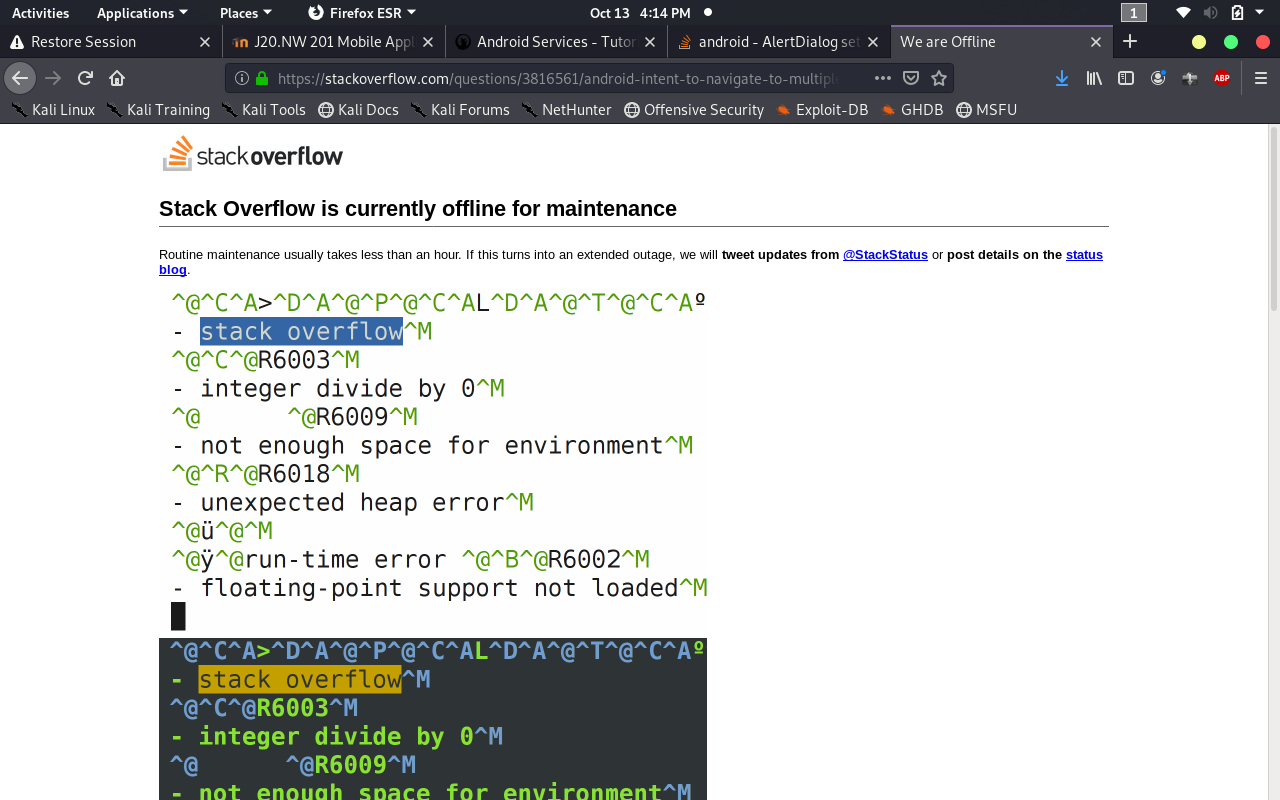 Activities Applications Places Firefox ESR Oct 13 4:14 PM 1
Restore Session J20.NW 201 Mobile Appl Android Services - Tutor android - AlertDialog set We are Offline
https://stackoverflow.com/questions/3816561/android-intent-to-navigate-to-multipl ABP
Kali Linux Kali Training Kali Tools Kali Docs Kali Forums NetHunter Offensive Security Exploit-DB GHDB MSFU
stackoverflow
Stack Overflow is currently offline for maintenance
Routine maintenance usually takes less than an hour. If this turns into an extended outage, we will tweet updates from @StackStatus or post details on the status
blog.
^@^C^A>^D^A^@^P^@^C^AL^D^A^@^T^@^C^Aº
- stack overflow^M
^@^C^@R6003^M
- integer divide by 0^M
^@ ^@R6009^M
- not enough space for environment^M
^@^R^@R6018^M
- unexpected heap error^M
^@ü^@^M
^@ÿ^@run-time error ^@^B^@R6002^M
- floating-point support not loaded^M
^@^C^A>^D^A^@^P^@^C^AL^D^A^@^T^@^C^Aº
- stack overflow^M
^@^C^@R6003^M
- integer divide by 0^M
^@ ^@R6009^M
- not enough space for environment^M